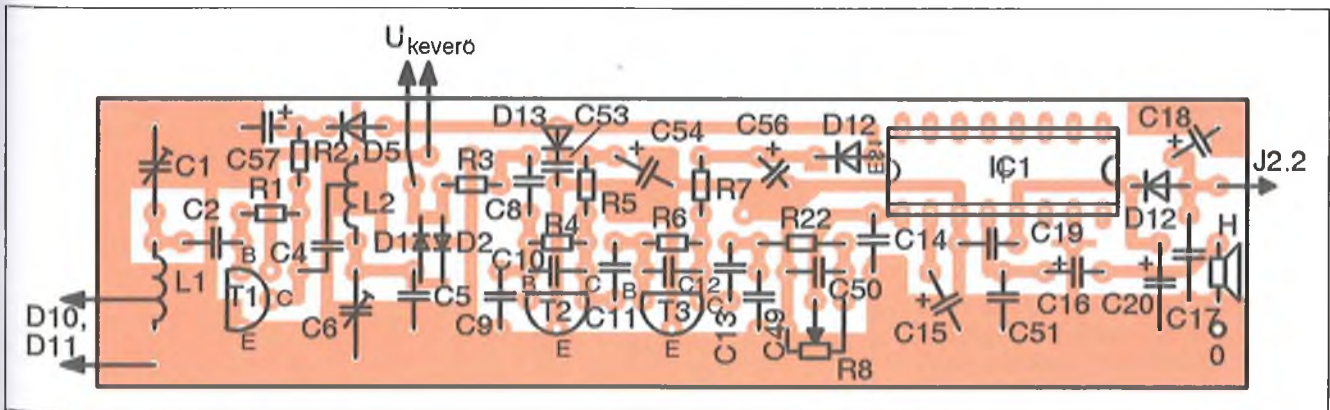 Ukeverő
D13
C53
C54
C56
D12
C18
C1
C57
R2
D5
R3
IC1
J2.2
C2
R1
L2
C8
R5
R7
D12
C4
D1
D2
R4
R6
R22
C14
C19
H
L1
B
T1
C
C10
B
C
B
C12
C
C50
D10,
D11
C6
C5
C9
T2
C11
T3
C13
C49
C15
C51
C16
C20
C17
E
E
E
R8
6
0